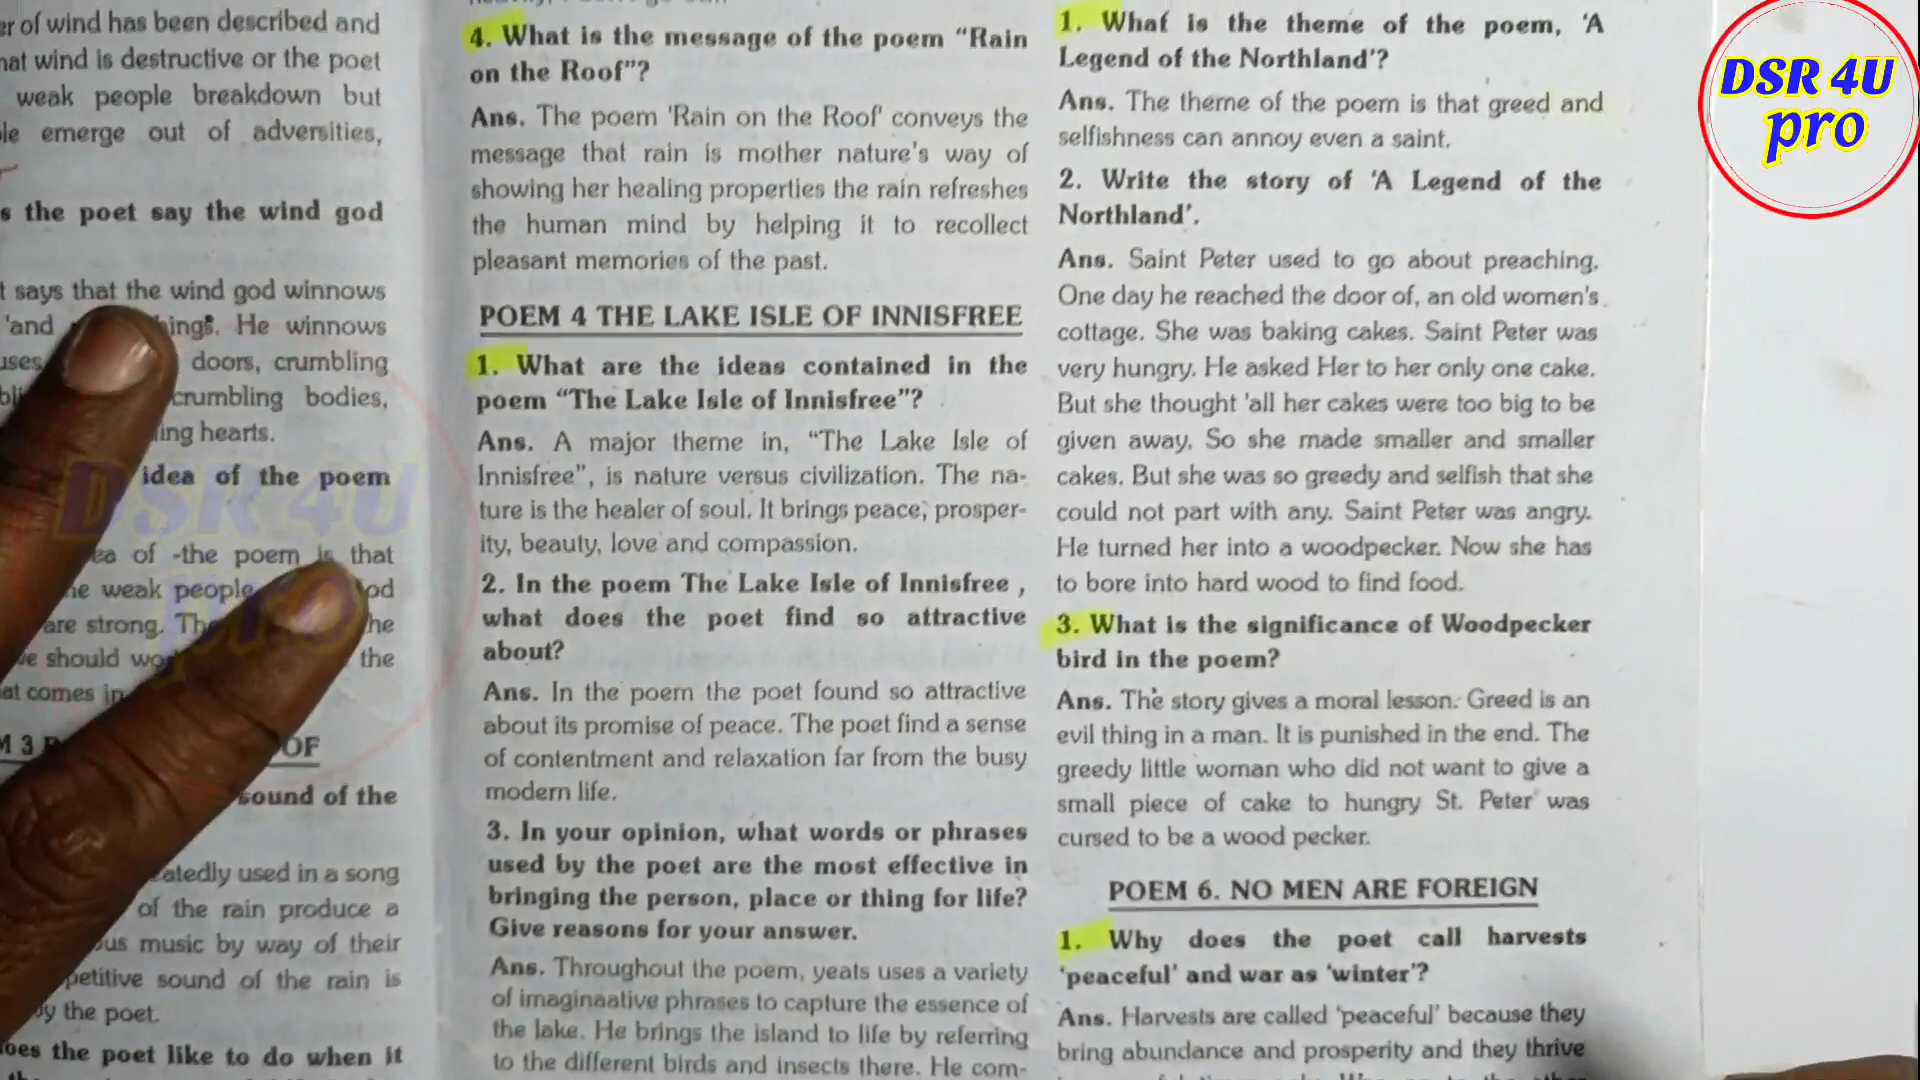 er of wind has been described and
hat wind is destructive or the poet
weak people breakdown but
le emerge out of adversities,
s the poet say the wind god
t says that the wind god winnows
'and ings. He winnows
uses, doors, crumbling
crumbling bodies,
ling hearts.
idea of the poem
ea of -the poem is that
he weak people God
are strong. The he
we should the
at comes in
M 3 OOF
sound of the
eatedly used in a song
of the rain produce a
ous music by way of their
petitive sound of the rain is
by the poet.
does the poet like to do when it
4. What is the message of the poem “Rain
on the Roof”?
Ans. The poem 'Rain on the Roof' conveys the
message that rain is mother nature's way of
showing her healing properties the rain refreshes
the human mind by helping it to recollect
pleasant memories of the past.
POEM 4 THE LAKE ISLE OF INNISFREE
1. What are the ideas contained in the
poem “The Lake Isle of Innisfree”?
Ans. A major theme in, “The Lake Isle of
Innisfree”, is nature versus civilization. The na-
ture is the healer of soul. It brings peace, prosper-
ity, beauty, love and compassion.
2. In the poem The Lake Isle of Innisfree ,
what does the poet find so attractive
about?
Ans. In the poem the poet found so attractive
about its promise of peace. The poet find a sense
of contentment and relaxation far from the busy
modern life.
3. In your opinion, what words or phrases
used by the poet are the most effective in
bringing the person, place or thing for life?
Give reasons for your answer.
Ans. Throughout the poem, yeats uses a variety
of imaginaative phrases to capture the essence of
the lake. He brings the island to life by referring
to the different birds and insects there. He com-
1. What is the theme of the poem, ‘A
Legend of the Northland’?
Ans. The theme of the poem is that greed and
selfishness can annoy even a saint.
2. Write the story of ‘A Legend of the
Northland’.
Ans. Saint Peter used to go about preaching.
One day he reached the door of, an old women's
cottage. She was baking cakes. Saint Peter was
very hungry. He asked Her to her only one cake.
But she thought 'all her cakes were too big to be
given away. So she made smaller and smaller
cakes. But she was so greedy and selfish that she
could not part with any. Saint Peter was angry.
He turned her into a woodpecker. Now she has
to bore into hard wood to find food.
3. What is the significance of Woodpecker
bird in the poem?
Ans. The story gives a moral lesson. Greed is an
evil thing in a man. It is punished in the end. The
greedy little woman who did not want to give a
small piece of cake to hungry St. Peter was
cursed to be a wood pecker.
POEM 6. NO MEN ARE FOREIGN
1. Why does the poet call harvests
‘peaceful’ and war as ‘winter’?
Ans. Harvests are called ‘peaceful’ because they
bring abundance and prosperity and they thrive
DSR 4U
pro
DSR 4U
pro